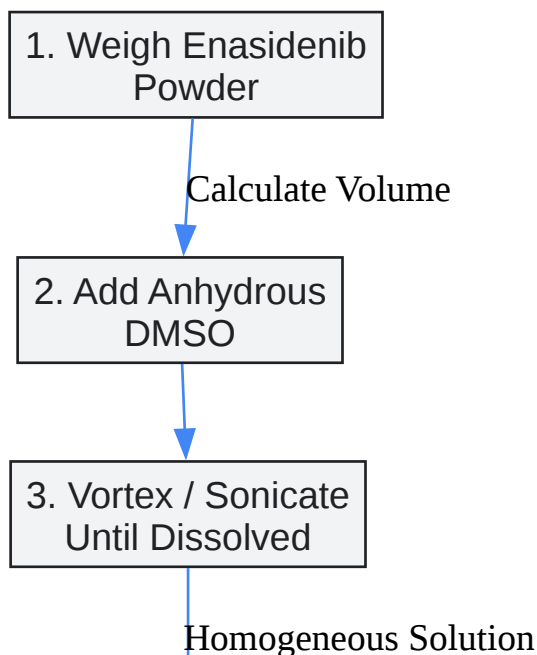 1. Weigh Enasidenib
Powder
Calculate Volume
2. Add Anhydrous
DMSO
3. Vortex / Sonicate
Until Dissolved
Homogeneous Solution